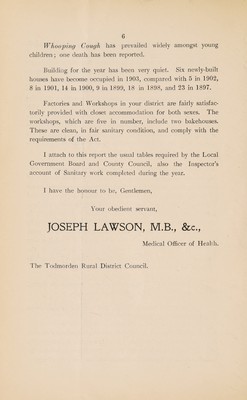 6
Whooping Cough has prevailed widely amongst young
children; one death has been reported.
Building for the year has been very quiet. Six newly-built
houses have become occupied in 1903, compared with 5 in 1902,
8 in 1901, 14 in 1900, 9 in 1899, 18 in 1898, and 23 in 1897.
Factories and Workshops in your district are fairly satisfac-
torily provided with closet accommodation for both sexes. The
workshops, which are five in number, include two bakehouses.
These are clean, in fair sanitary condition, and comply with the
requirements of the Act.
I attach to this report the usual tables required by the Local
Government Board and County Council, also the Inspector's
account of Sanitary work completed during the year.
I have the honour to be, Gentlemen,
Your obedient servant,
JOSEPH LAWSON, M.B., &c.,
Medical Officer of Health.
The Todmorden Rural District Council.